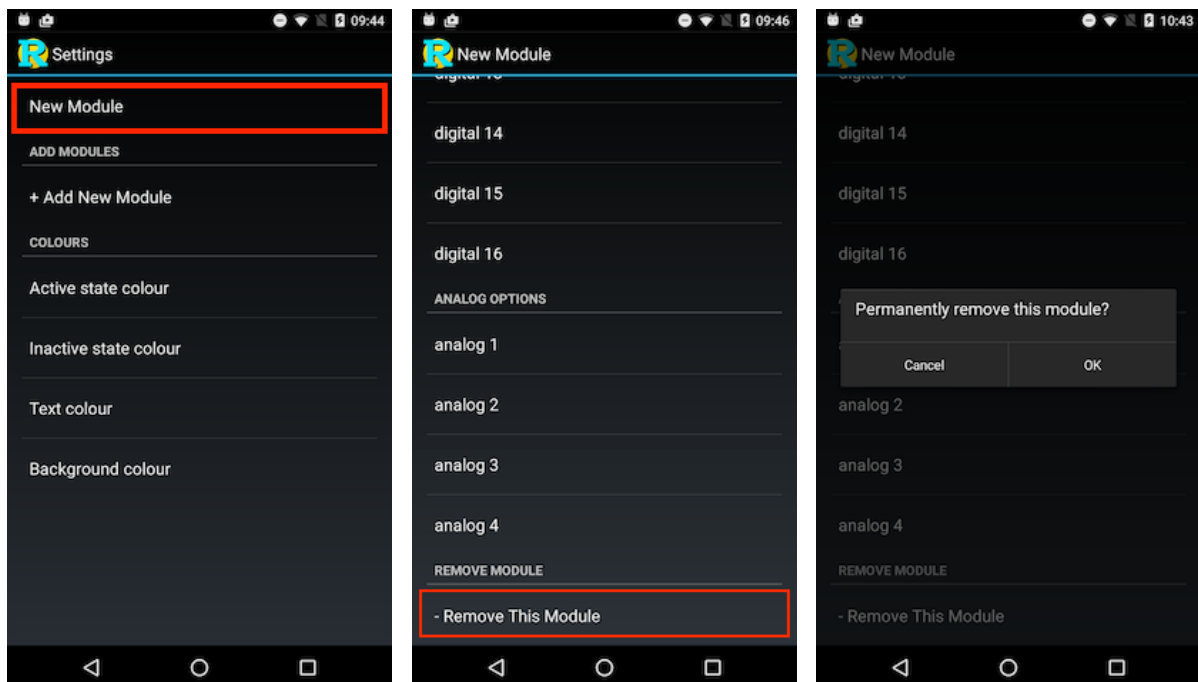 09:44
Settings
New Module
ADD MODULES
+ Add New Module
COLOURS
Active state colour
Inactive state colour
Text colour
Background colour
09:46
New Module
digital 14
digital 15
digital 16
ANALOG OPTIONS
analog 1
analog 2
analog 3
analog 4
REMOVE MODULE
- Remove This Module
10:43
New Module
digital 14
digital 15
digital 16
Permanently remove this module?
Cancel OK
analog 2
analog 3
analog 4
REMOVE MODULE
- Remove This Module